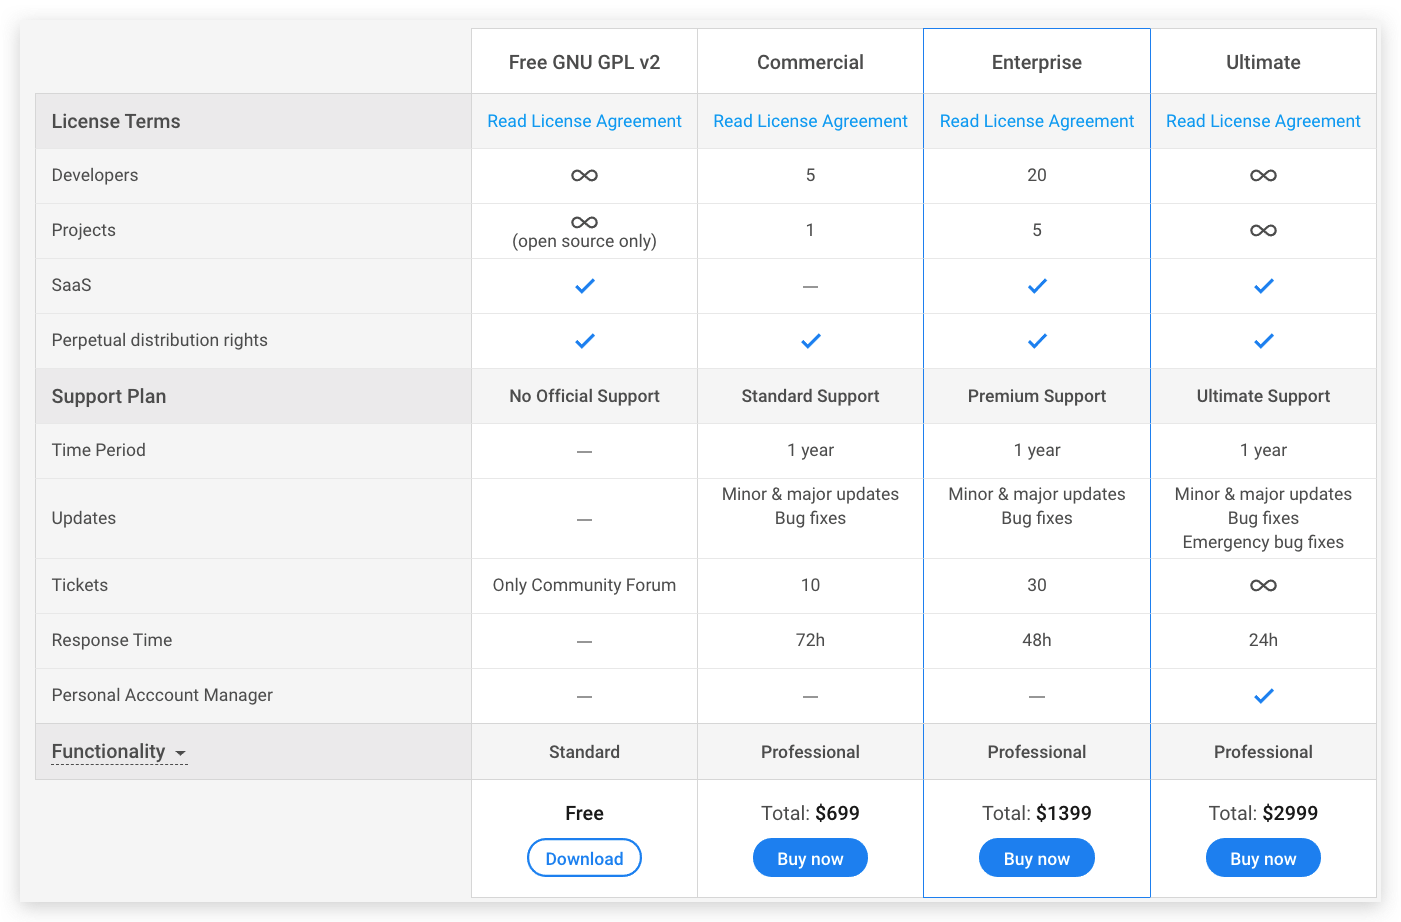 Free GNU GPL v2 Commercial Enterprise Ultimate
License Terms Read License Agreement Read License Agreement Read License Agreement Read License Agreement
Developers ∞ 5 20 ∞
Projects ∞ 1 5 ∞
(open source only)
SaaS ✓ — ✓ ✓
Perpetual distribution rights ✓ ✓ ✓ ✓
Support Plan No Official Support Standard Support Premium Support Ultimate Support
Time Period — 1 year 1 year 1 year
Updates — Minor & major updates Minor & major updates Minor & major updates
Bug fixes Bug fixes Bug fixes
Emergency bug fixes
Tickets Only Community Forum 10 30 ∞
Response Time — 72h 48h 24h
Personal Acccount Manager — — — ✓
Functionality Standard Professional Professional Professional
Free Total: $699 Total: $1399 Total: $2999
Download Buy now Buy now Buy now